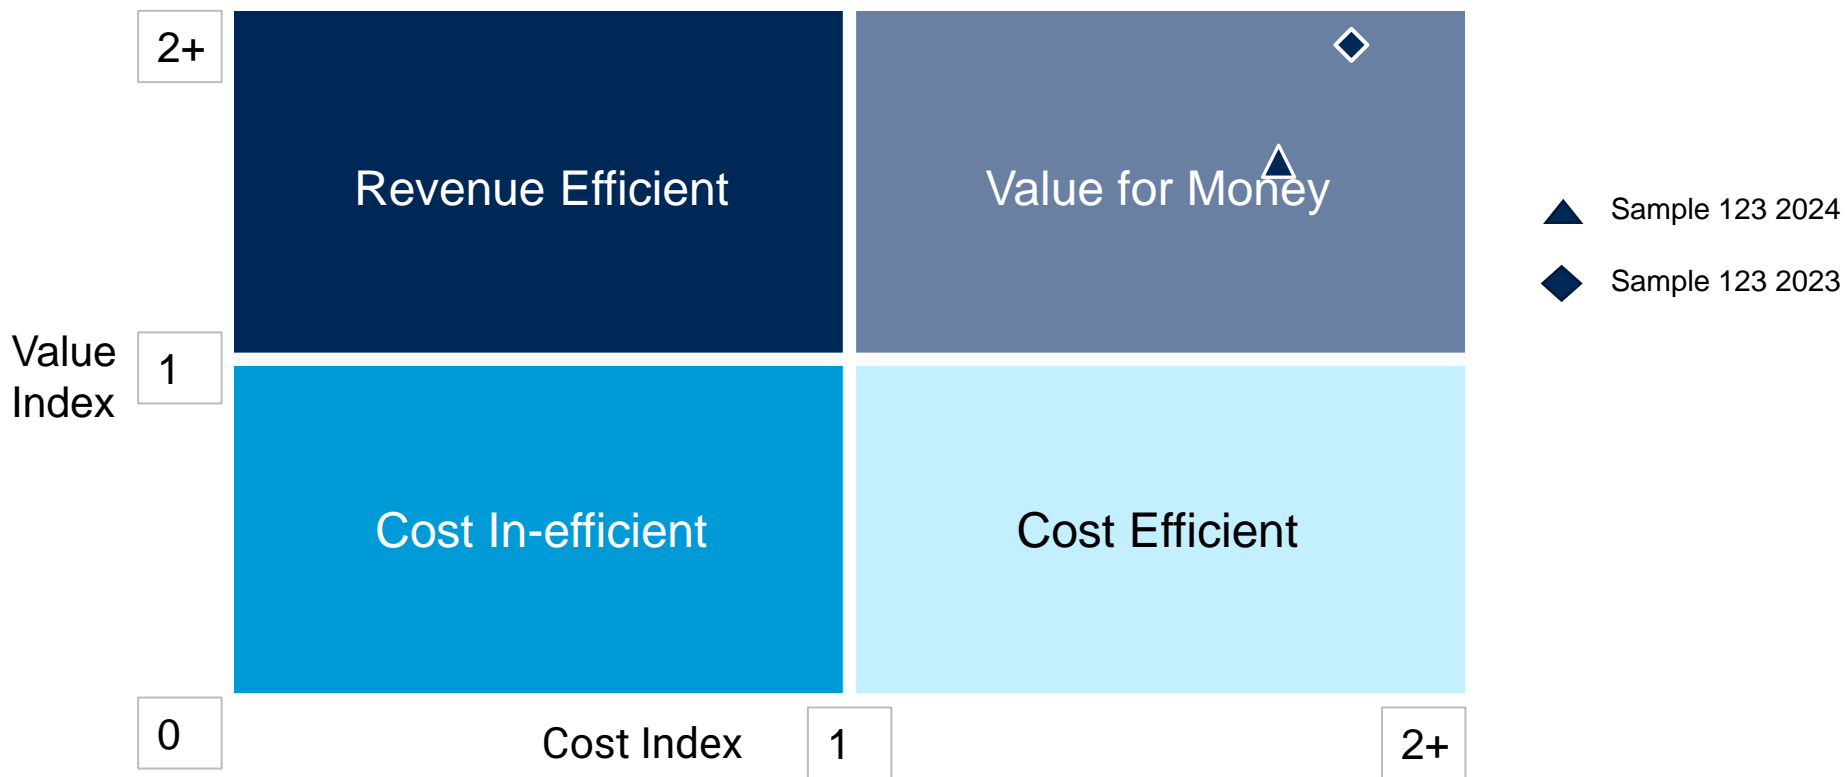 2+
Revenue Efficient
Value for Money
Sample 123 2024
Sample 123 2023
Value
Index
1
Cost In-efficient
Cost Efficient
0
Cost Index
1
2+